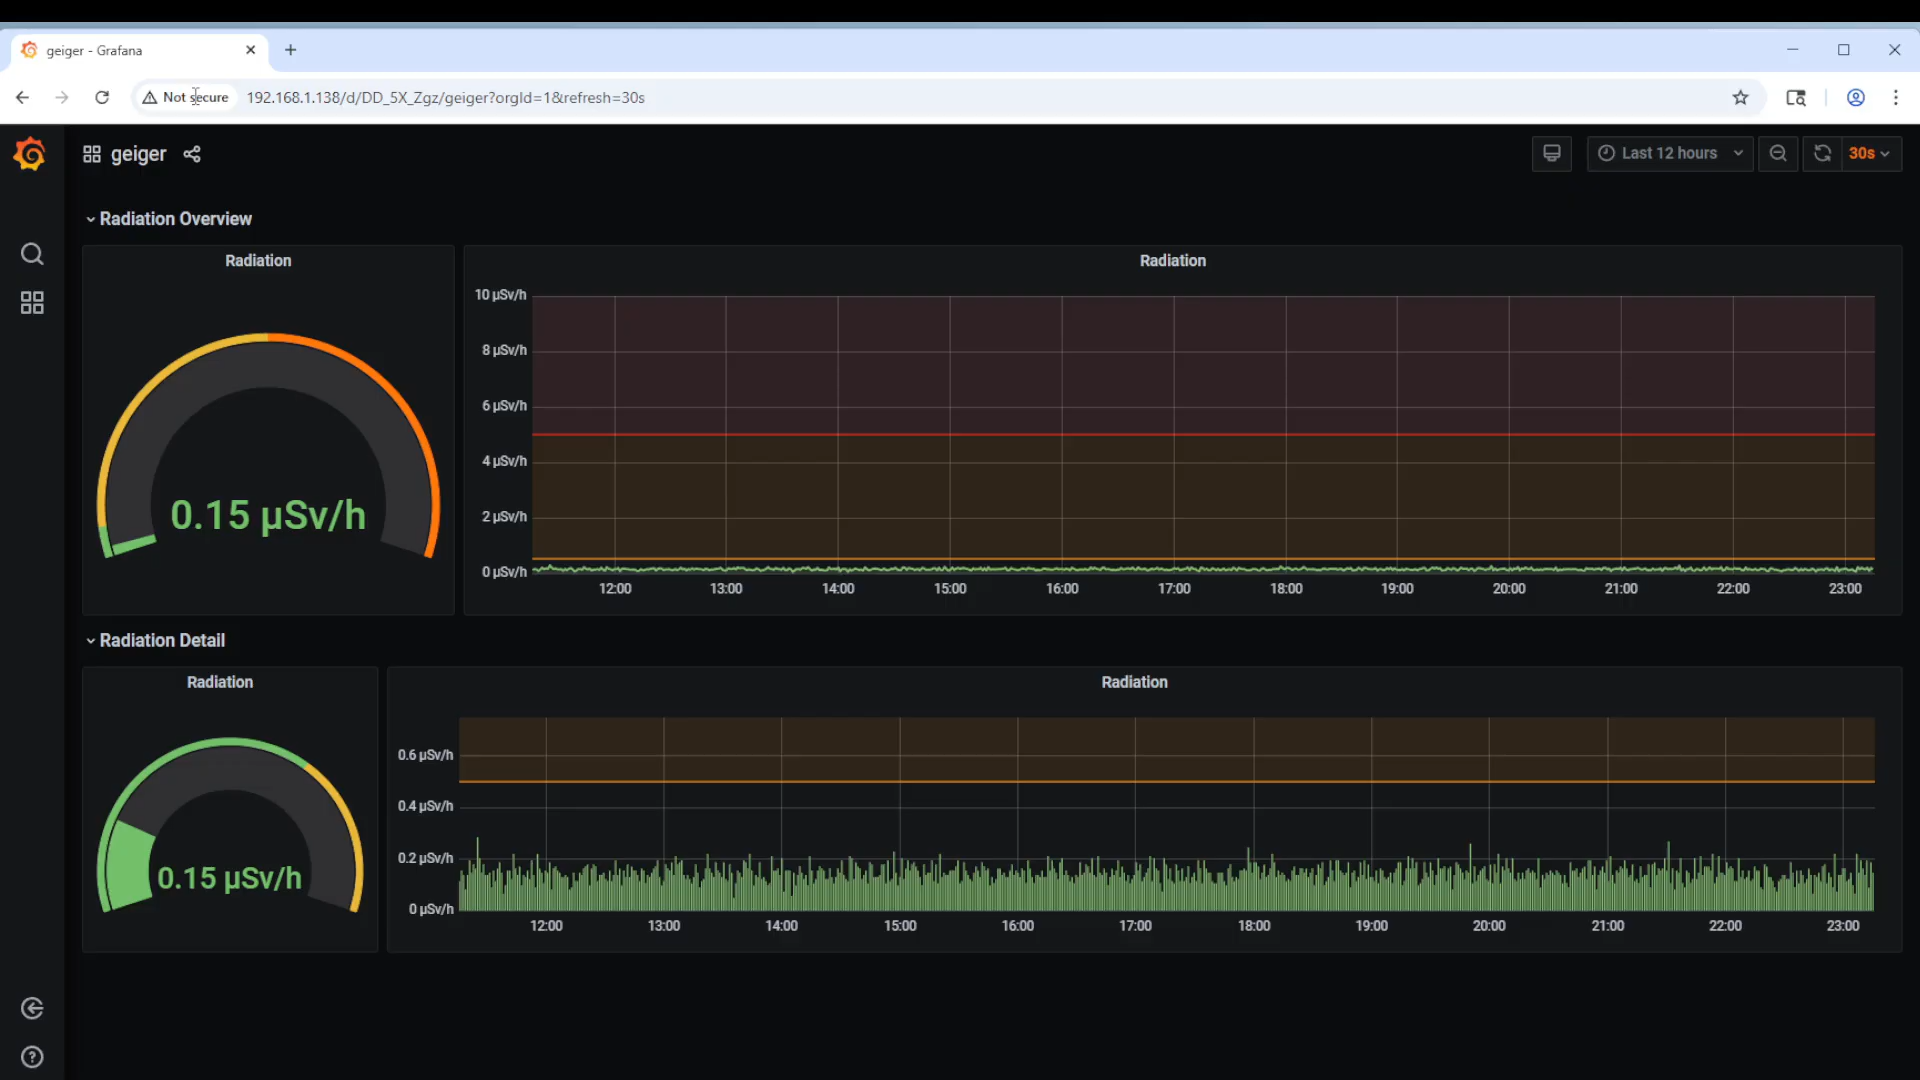 geiger - Grafana
Not secure 192.168.1.138/d/DD_5X_Zgz/geiger?orgId=1&refresh=30s
geiger
Last 12 hours
30s
Radiation Overview
Radiation
0.15 µSv/h
Radiation
10 µSv/h
8 µSv/h
6 µSv/h
4 µSv/h
2 µSv/h
0 µSv/h
12:00 13:00 14:00 15:00 16:00 17:00 18:00 19:00 20:00 21:00 22:00 23:00
Radiation Detail
Radiation
0.15 µSv/h
Radiation
0.6 µSv/h
0.4 µSv/h
0.2 µSv/h
0 µSv/h
12:00 13:00 14:00 15:00 16:00 17:00 18:00 19:00 20:00 21:00 22:00 23:00